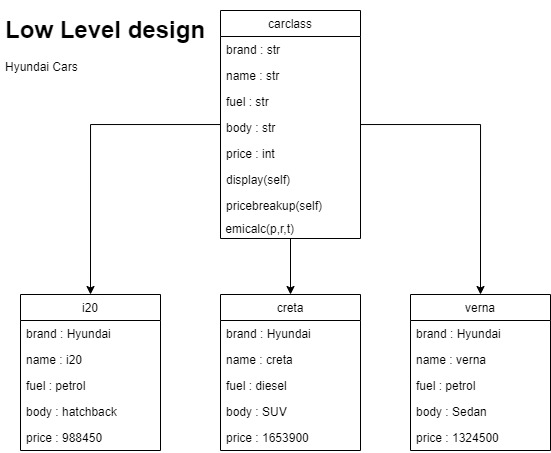 Low Level design
Hyundai Cars
carclass
brand : str
name : str
fuel : str
body : str
price : int
display(self)
pricebreakup(self)
emicalc(p,r,t)
i20
brand : Hyundai
name : i20
fuel : petrol
body : hatchback
price : 988450
creta
brand : Hyundai
name : creta
fuel : diesel
body : SUV
price : 1653900
verna
brand : Hyundai
name : verna
fuel : petrol
body : Sedan
price : 1324500